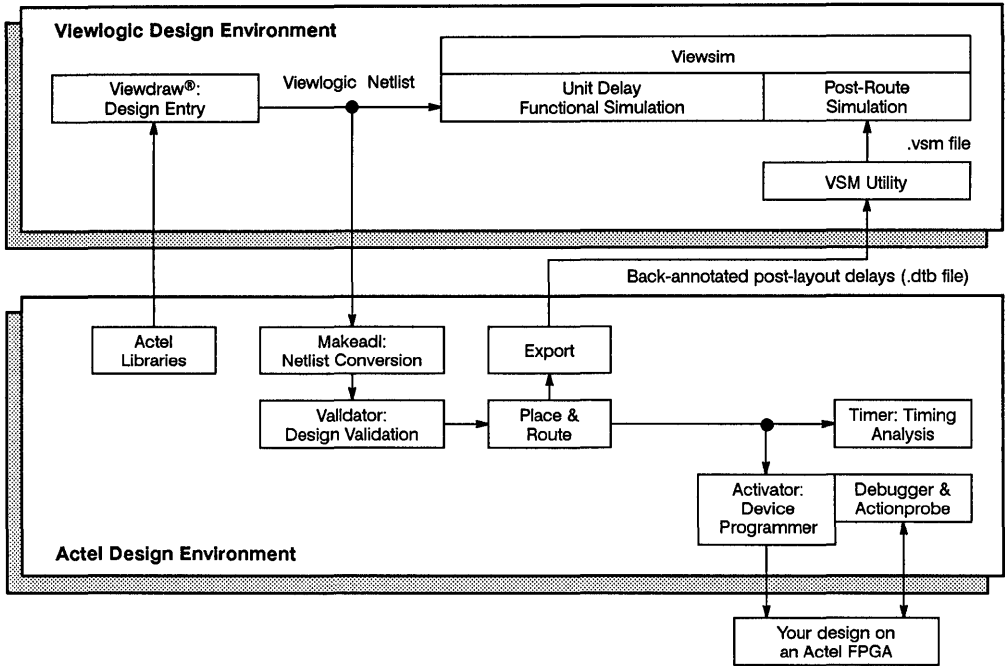 Viewlogic Design Environment
Viewsim
Viewdraw®:
Design Entry
Viewlogic Netlist
Unit Delay
Functional Simulation
Post-Route
Simulation
.vsm file
VSM Utility
Back-annotated post-layout delays (.dtb file)
Actel
Libraries
Makeadl:
Netlist Conversion
Export
Validator:
Design Validation
Place &
Route
Timer: Timing
Analysis
Activator:
Device
Programmer
Debugger &
Actionprobe
Actel Design Environment
Your design on
an Actel FPGA